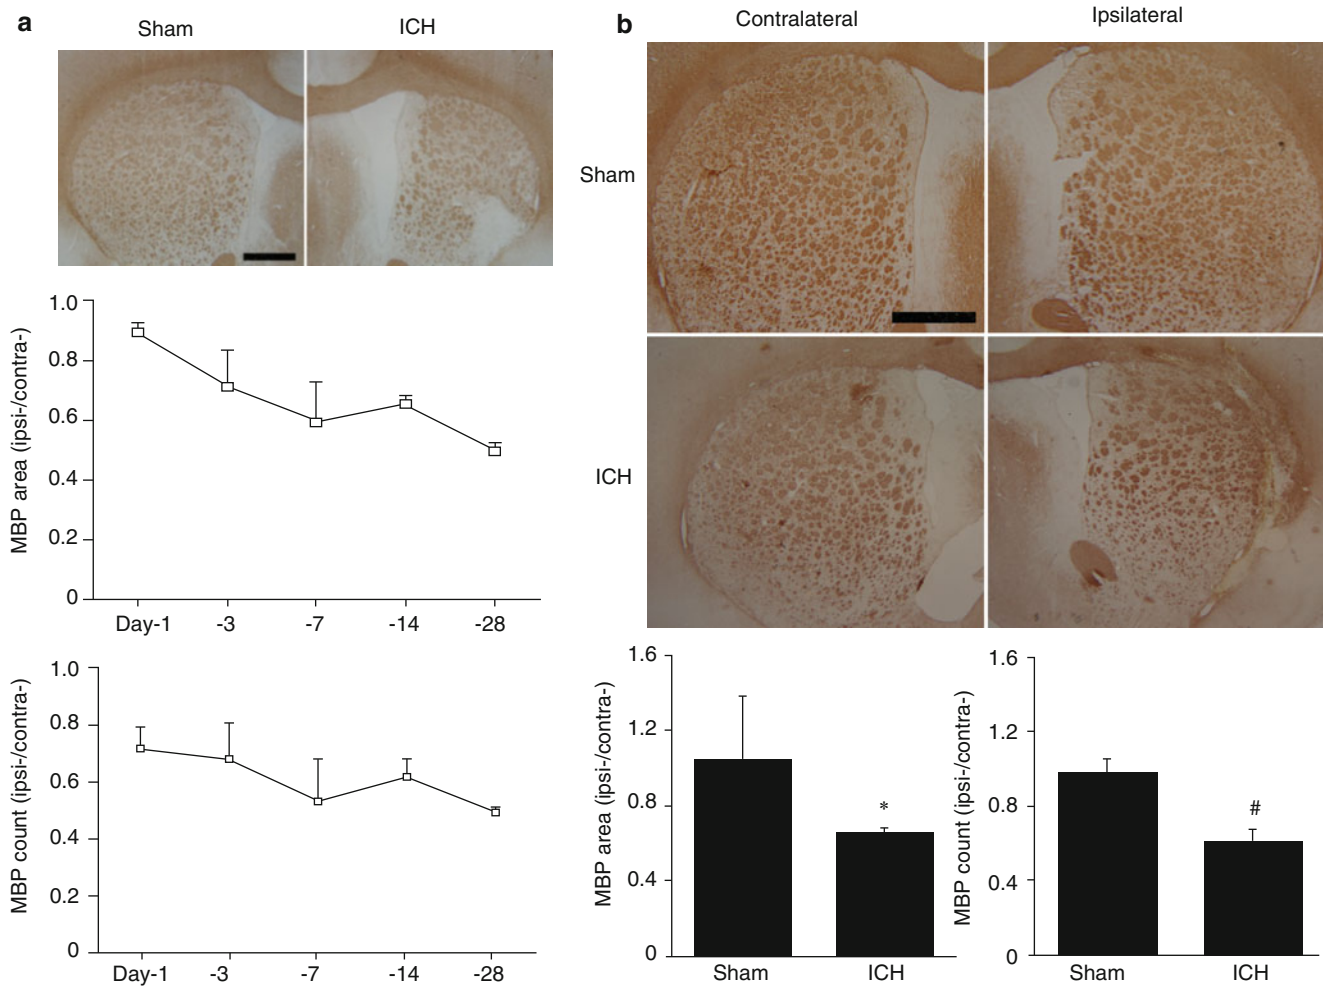 a
Sham
ICH
1.0
0.8
0.6
0.4
0.2
0
MBP area (ipsi-/contra-)
Day-1 -3 -7 -14 -28
1.0
0.8
0.6
0.4
0.2
0
MBP count (ipsi-/contra-)
Day-1 -3 -7 -14 -28
b
Contralateral
Ipsilateral
Sham
ICH
1.6
1.2
0.8
0.4
0
MBP area (ipsi-/contra-)
*
Sham ICH
1.6
1.2
0.8
0.4
0
MBP count (ipsi-/contra-)
#
Sham ICH